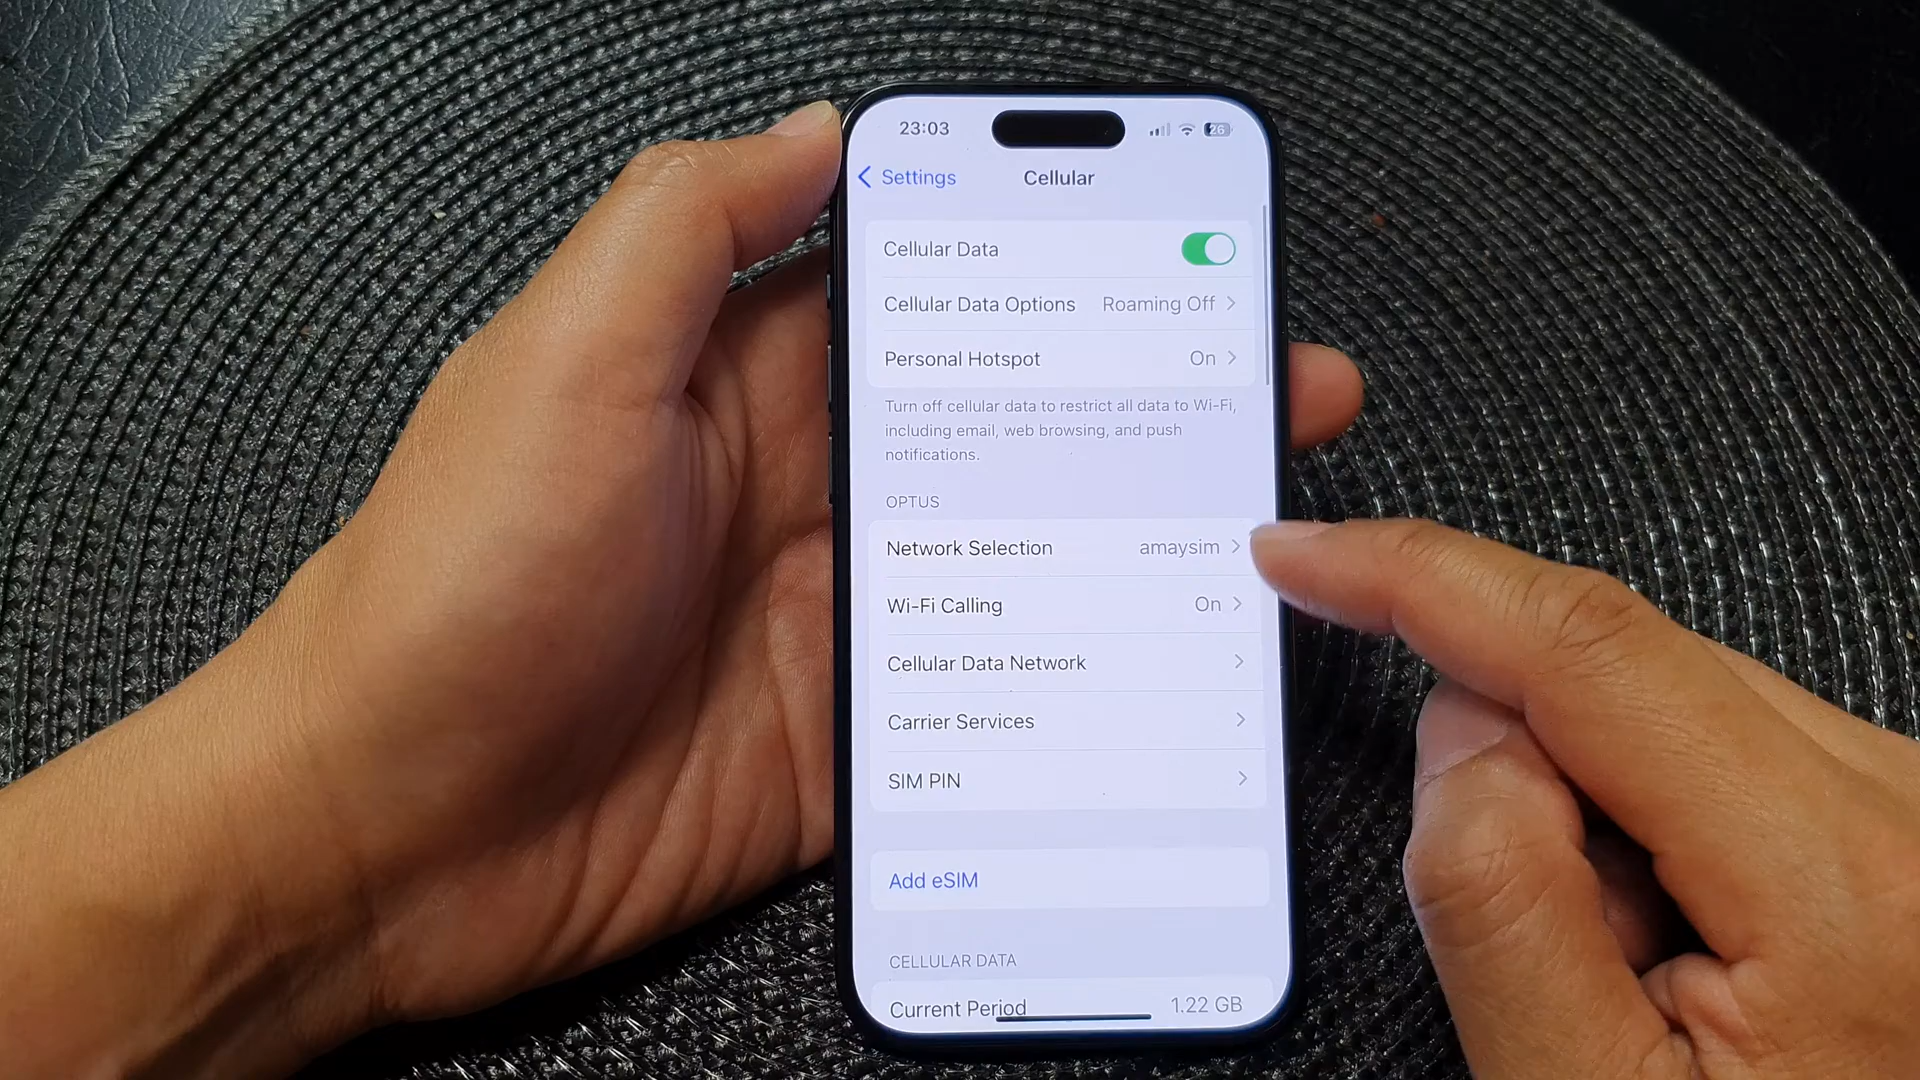 23:03
26
Settings
Cellular
Cellular Data
Cellular Data Options Roaming Off
Personal Hotspot On
Turn off cellular data to restrict all data to Wi-Fi,
including email, web browsing, and push
notifications.
OPTUS
Network Selection amaysim
Wi-Fi Calling On
Cellular Data Network
Carrier Services
SIM PIN
Add eSIM
CELLULAR DATA
Current Period 1.22 GB